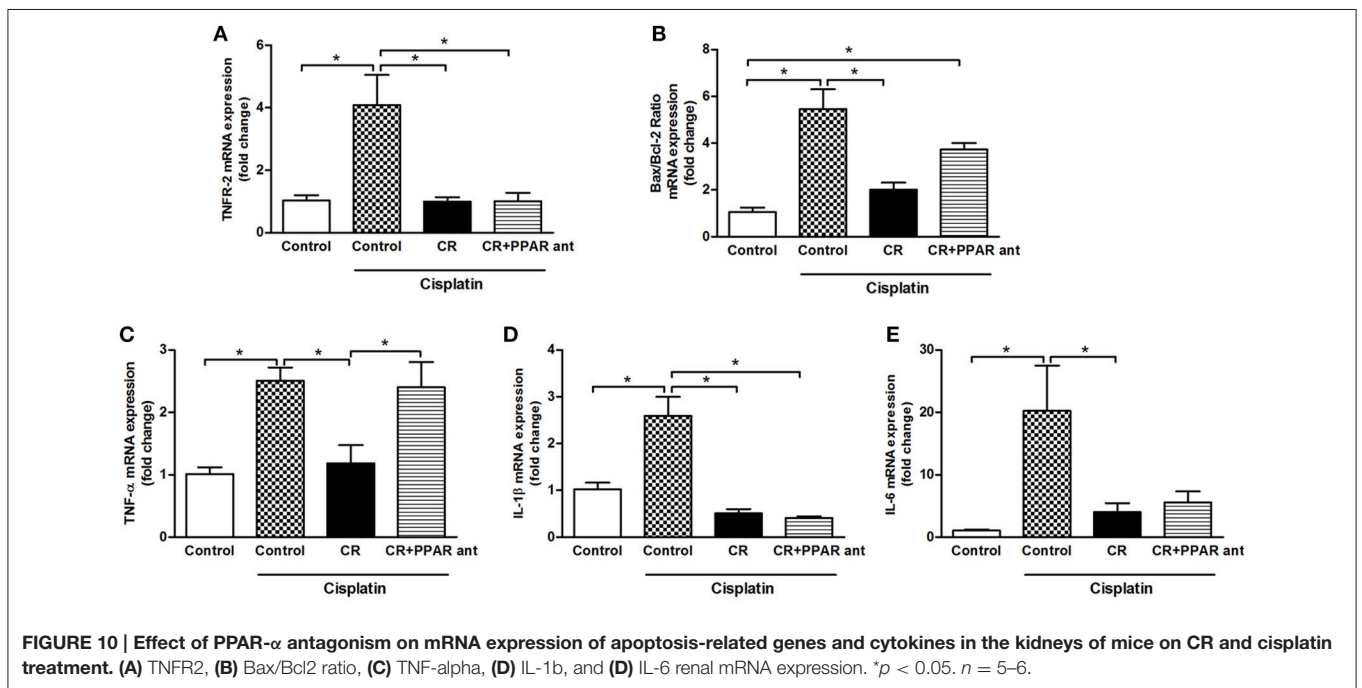 A
TNFR-2 mRNA expression
(fold change)
6
4
2
0
*
*
*
Control
Control
CR
CR+PPAR ant
Cisplatin
B
Bax/Bcl-2 Ratio
mRNA expression
(fold change)
8
6
4
2
0
*
*
*
Control
Control
CR
CR+PPAR ant
Cisplatin
C
TNF-α mRNA expression
(fold change)
3
2
1
0
*
*
*
Control
Control
CR
CR+PPAR ant
Cisplatin
D
IL-1β mRNA expression
(fold change)
4
3
2
1
0
*
*
*
Control
Control
CR
CR+PPAR ant
Cisplatin
E
IL-6 mRNA expression
(fold change)
30
20
10
0
*
*
Control
Control
CR
CR+PPAR ant
Cisplatin
FIGURE 10 | Effect of PPAR-α antagonism on mRNA expression of apoptosis-related genes and cytokines in the kidneys of mice on CR and cisplatin
treatment. (A) TNFR2, (B) Bax/Bcl2 ratio, (C) TNF-alpha, (D) IL-1b, and (D) IL-6 renal mRNA expression. *p < 0.05. n = 5–6.